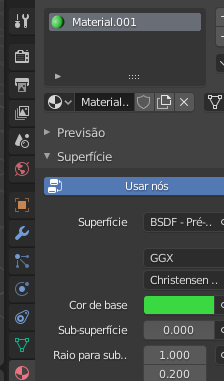 Material.001
Material..
Previsão
Superfície
Usar nós
Superfície
BSDF - Pré-..
GGX
Christensen ..
Cor de base
Sub-superfície
0.000
Raio para sub..
1.000
0.200